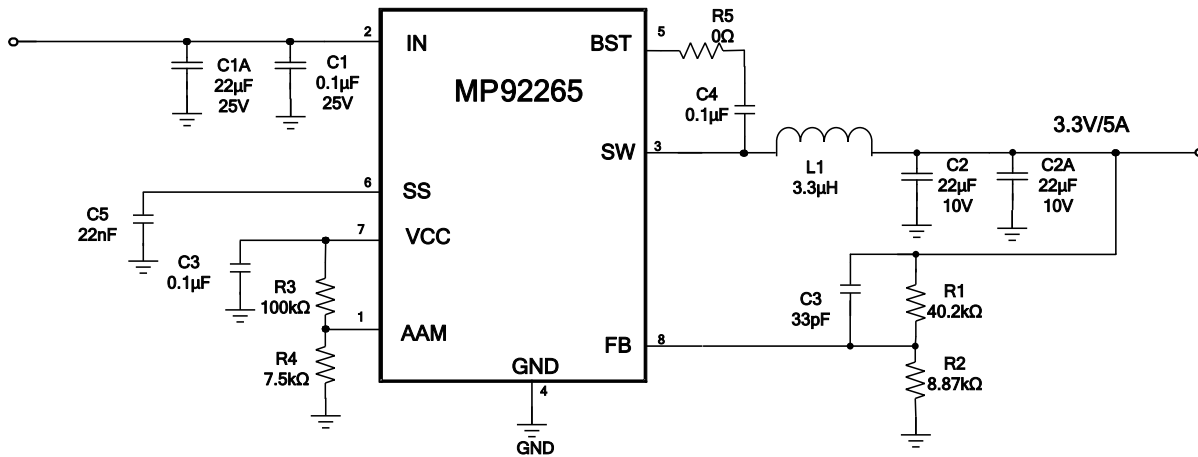 2
IN
C1A
22µF
25V
C1
0.1µF
25V
MP92265
BST
5
R5
0Ω
C4
0.1µF
SW
3
L1
3.3µH
3.3V/5A
C2
22µF
10V
C2A
22µF
10V
6
SS
C5
22nF
7
VCC
C3
0.1µF
R3
100kΩ
1
AAM
R4
7.5kΩ
GND
4
GND
FB
8
C3
33pF
R1
40.2kΩ
R2
8.87kΩ